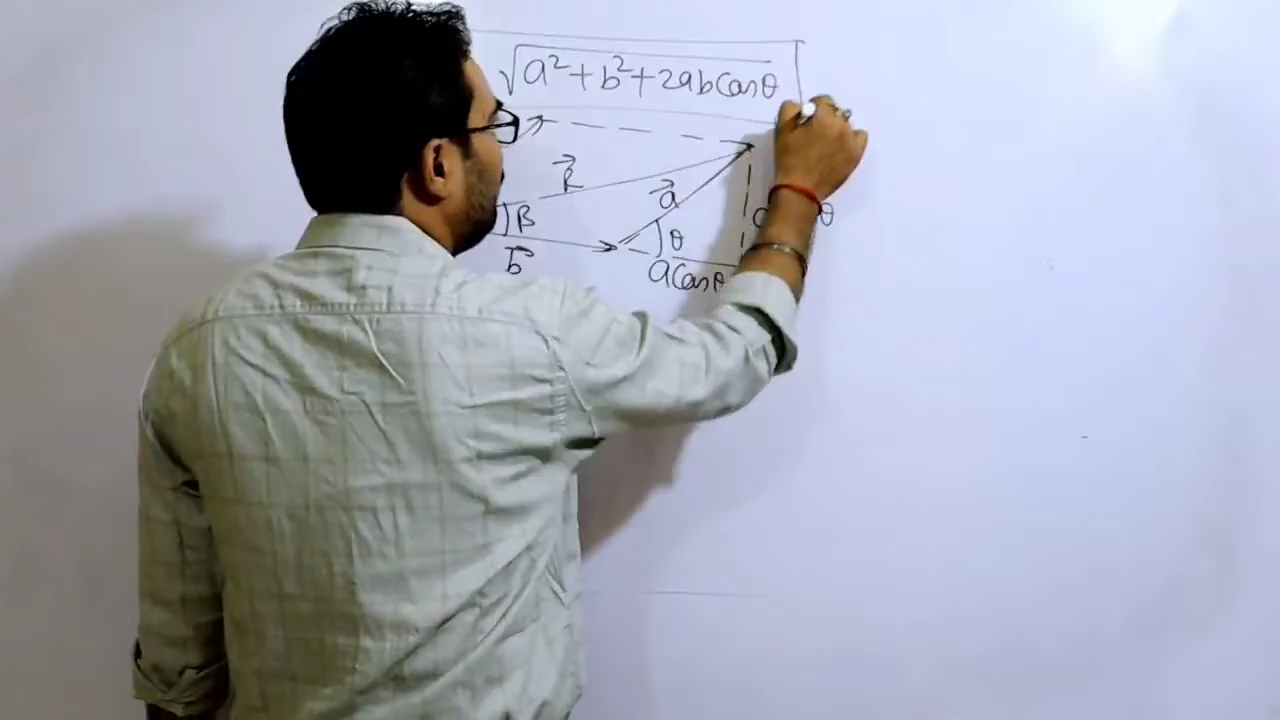 √a²+b²+2abCosθ
R⃗
a⃗
β
θ
θ
b⃗
aCosθ